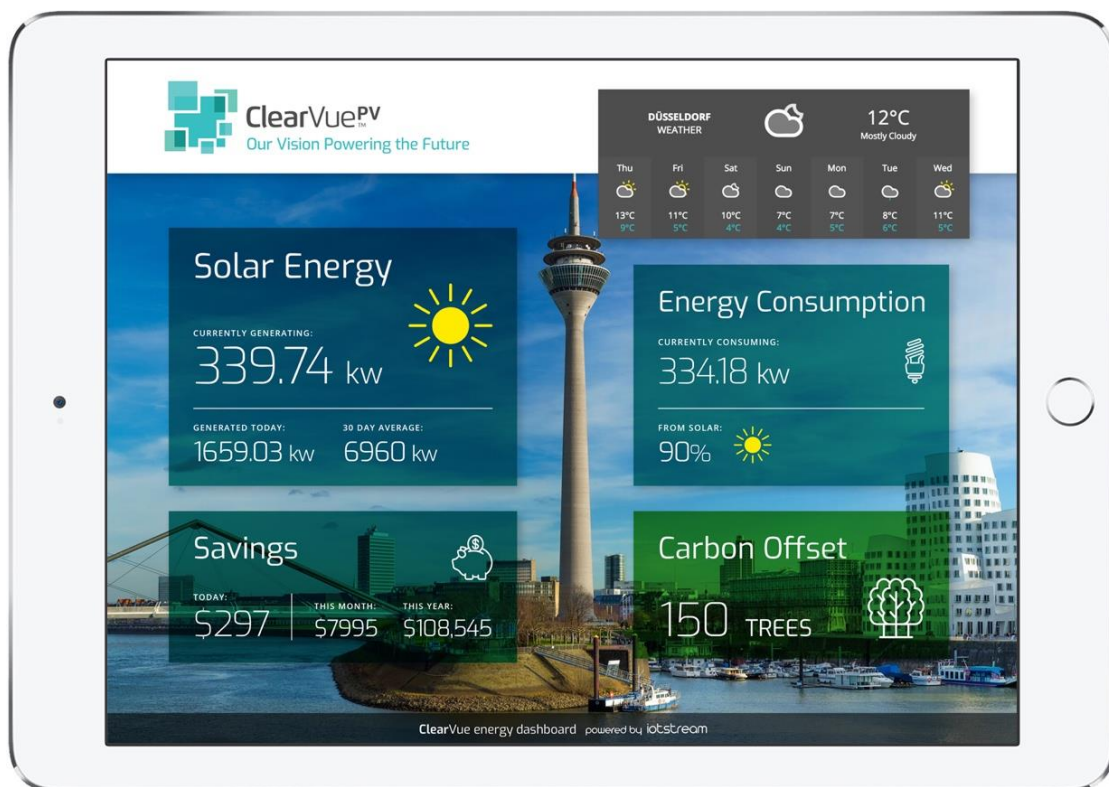 ClearVuePV
TM
Our Vision Powering the Future
DÜSSELDORF
WEATHER
12°C
Mostly Cloudy
Thu Fri Sat Sun Mon Tue Wed
13°C 11°C 10°C 7°C 7°C 8°C 11°C
9°C 5°C 4°C 4°C 5°C 6°C 5°C
Solar Energy
CURRENTLY GENERATING:
339.74 kw
GENERATED TODAY: 30 DAY AVERAGE:
1659.03 kw 6960 kw
Energy Consumption
CURRENTLY CONSUMING:
334.18 kw
FROM SOLAR:
90%
Savings
$
TODAY: THIS MONTH: THIS YEAR:
$297 $7995 $108,545
Carbon Offset
150 TREES
ClearVue energy dashboard powered by iotstream